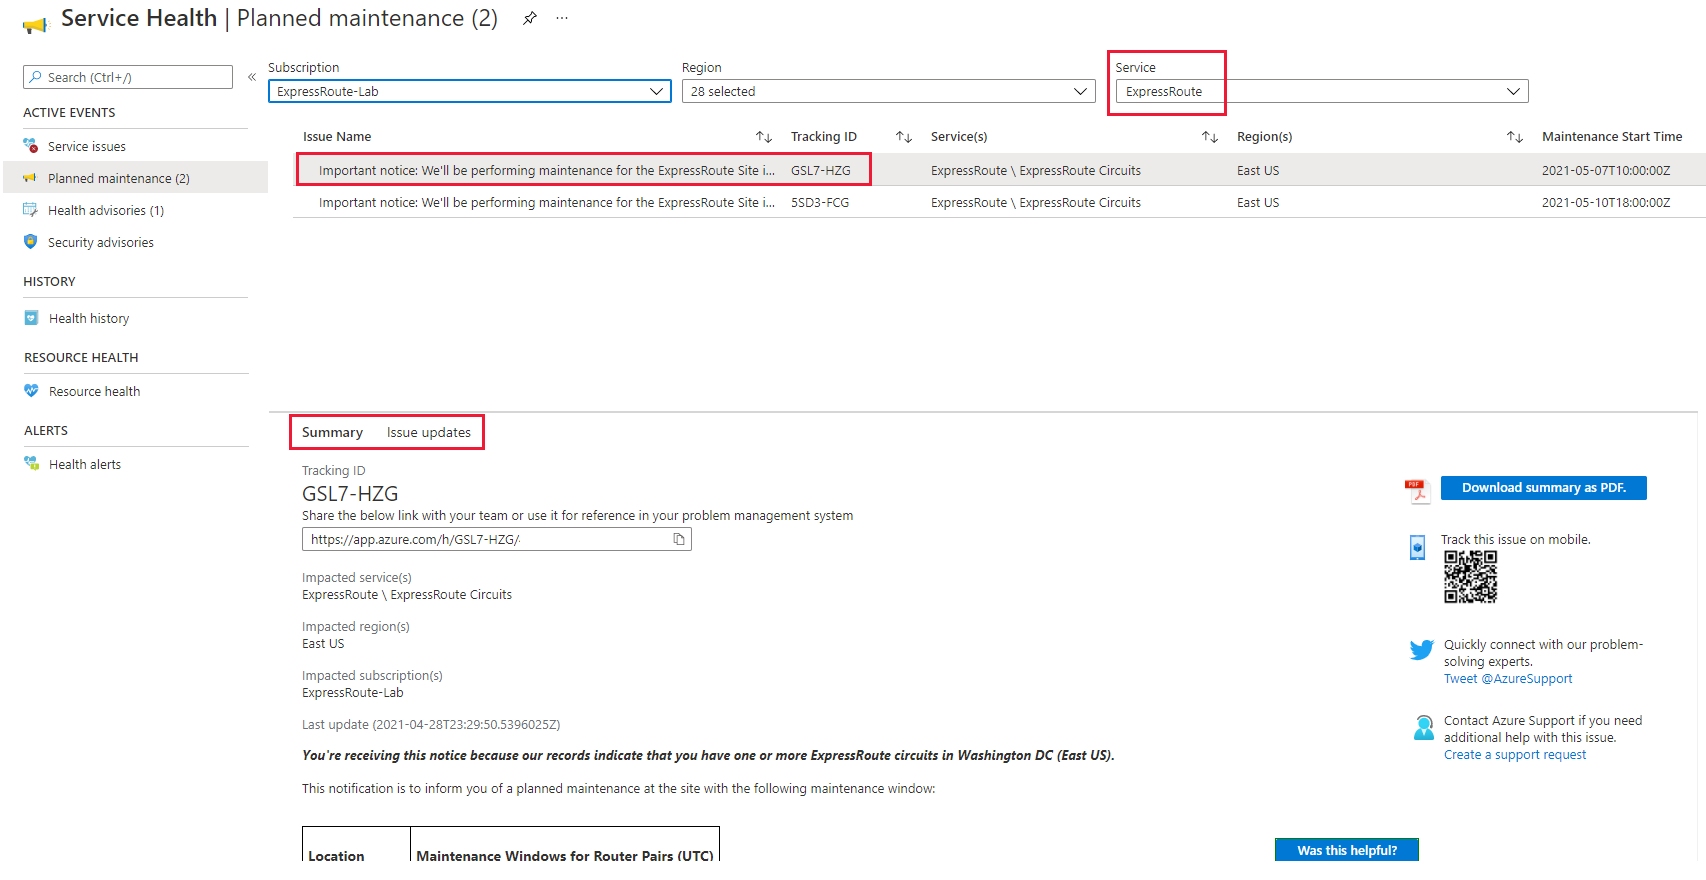 Service Health | Planned maintenance (2)
Search (Ctrl+/)
«
ACTIVE EVENTS
Service issues
Planned maintenance (2)
Health advisories (1)
Security advisories
HISTORY
Health history
RESOURCE HEALTH
Resource health
ALERTS
Health alerts
Subscription
ExpressRoute-Lab
Region
28 selected
Service
ExpressRoute
Issue Name Tracking ID Service(s) Region(s) Maintenance Start Time
Important notice: We'll be performing maintenance for the ExpressRoute Site i... GSL7-HZG ExpressRoute \ ExpressRoute Circuits East US 2021-05-07T10:00:00Z
Important notice: We'll be performing maintenance for the ExpressRoute Site i... 5SD3-FCG ExpressRoute \ ExpressRoute Circuits East US 2021-05-10T18:00:00Z
Summary Issue updates
Tracking ID
GSL7-HZG
Share the below link with your team or use it for reference in your problem management system
https://app.azure.com/h/GSL7-HZG/
Impacted service(s)
ExpressRoute \ ExpressRoute Circuits
Impacted region(s)
East US
Impacted subscription(s)
ExpressRoute-Lab
Last update (2021-04-28T23:29:50.5396025Z)
You're receiving this notice because our records indicate that you have one or more ExpressRoute circuits in Washington DC (East US).
This notification is to inform you of a planned maintenance at the site with the following maintenance window:
Location Maintenance Windows for Router Pairs (UTC)
PDF
Download summary as PDF.
Track this issue on mobile.
Quickly connect with our problem-
solving experts.
Tweet @AzureSupport
Contact Azure Support if you need
additional help with this issue.
Create a support request
Was this helpful?